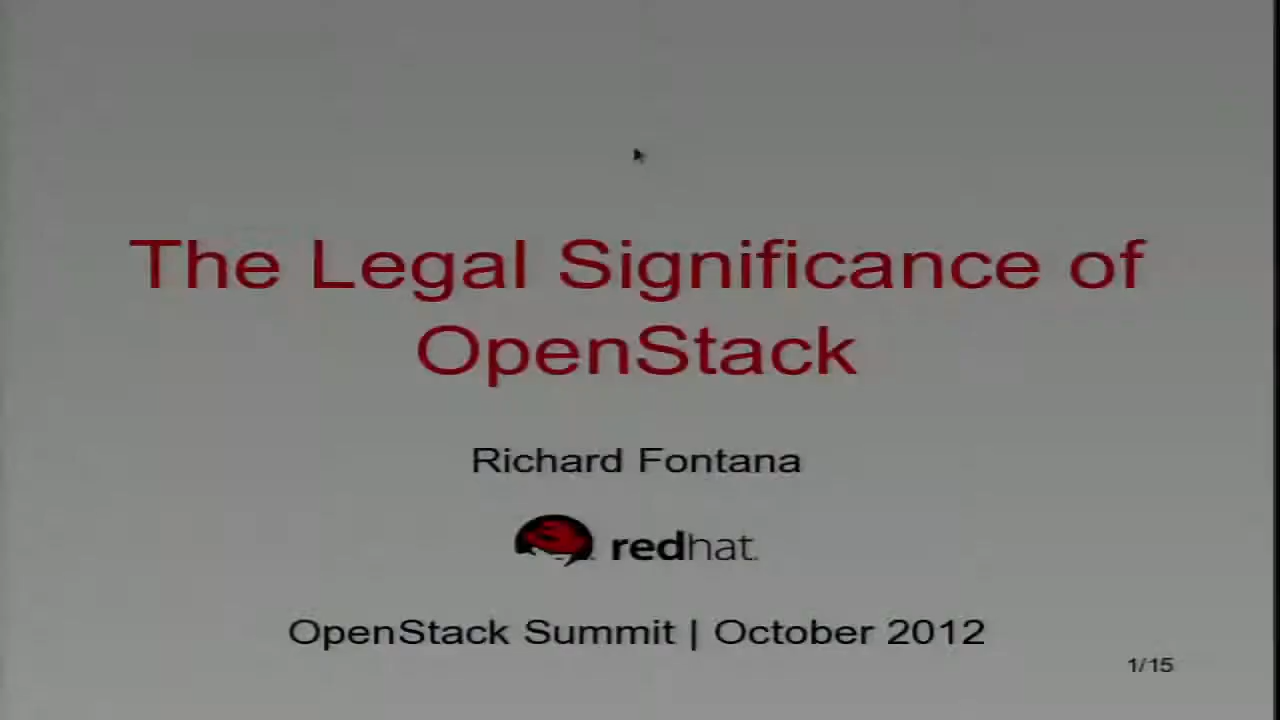 The Legal Significance of
OpenStack
Richard Fontana
redhat.
OpenStack Summit | October 2012
1/15